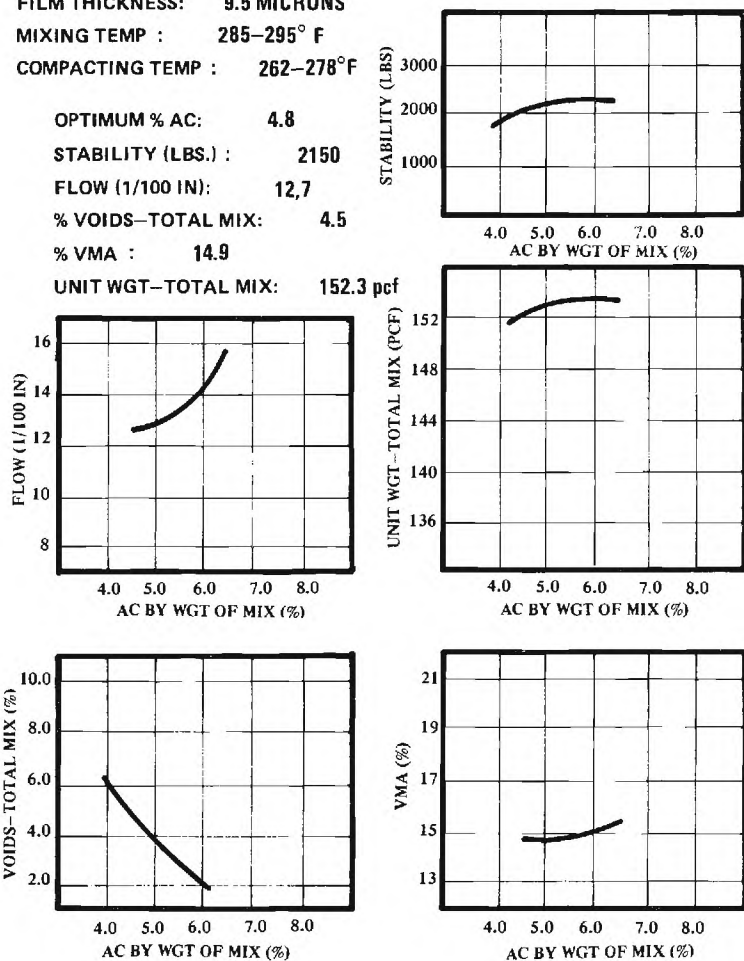 FILM THICKNESS: 9.5 MICRONS
MIXING TEMP : 285–295° F
COMPACTING TEMP : 262–278°F
OPTIMUM % AC: 4.8
STABILITY (LBS.) : 2150
FLOW (1/100 IN): 12,7
% VOIDS–TOTAL MIX: 4.5
% VMA : 14.9
UNIT WGT–TOTAL MIX: 152.3 pcf
STABILITY (LBS)
3000
2000
1000
4.0 5.0 6.0 7.0 8.0
AC BY WGT OF MIX (%)
FLOW (1/100 IN)
16
14
12
10
8
4.0 5.0 6.0 7.0 8.0
AC BY WGT OF MIX (%)
UNIT WGT–TOTAL MIX (PCF)
152
148
144
140
136
4.0 5.0 6.0 7.0 8.0
AC BY WGT OF MIX (%)
VOIDS–TOTAL MIX (%)
10.0
8.0
6.0
4.0
2.0
4.0 5.0 6.0 7.0 8.0
AC BY WGT OF MIX (%)
VMA (%)
21
19
17
15
13
4.0 5.0 6.0 7.0 8.0
AC BY WGT OF MIX (%)